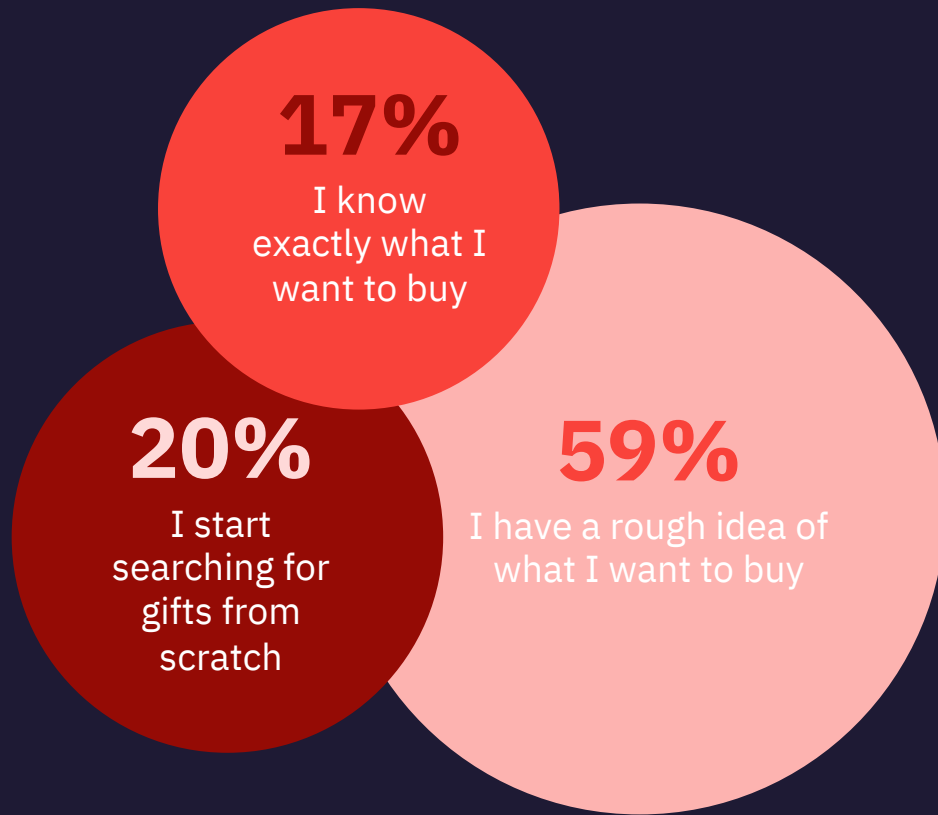 17%
I know
exactly what I
want to buy
20%
I start
searching for
gifts from
scratch
59%
I have a rough idea of
what I want to buy